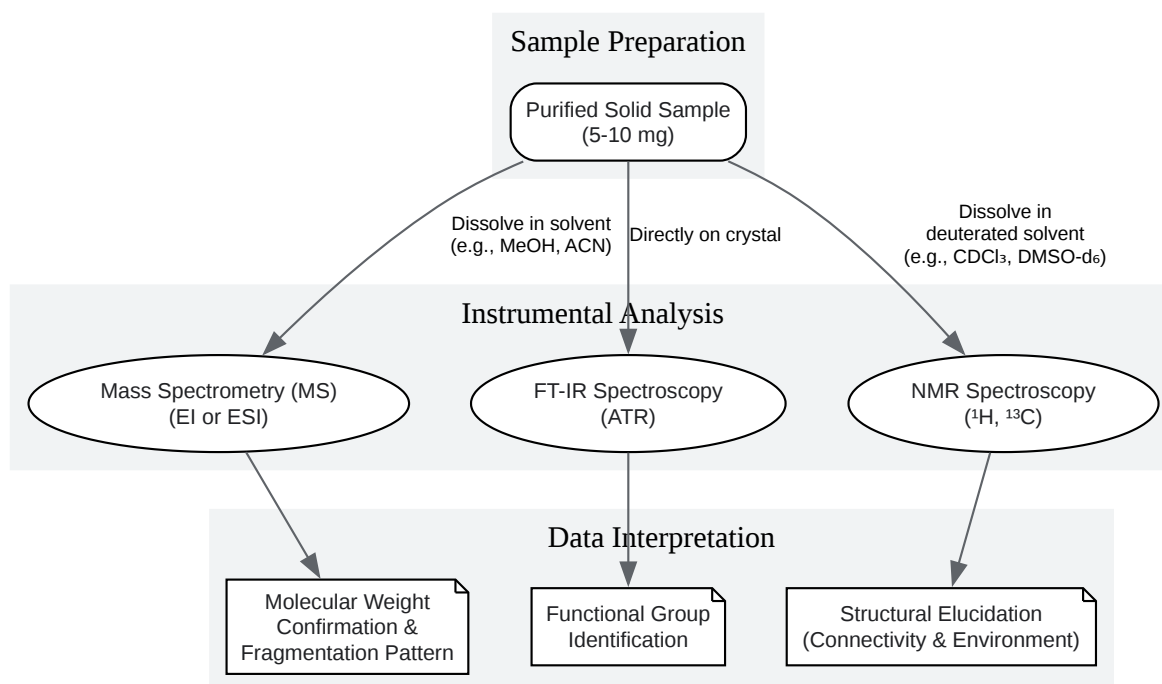 Sample Preparation
Purified Solid Sample
(5-10 mg)
Dissolve in solvent
(e.g., MeOH, ACN)
Directly on crystal
Dissolve in
deuterated solvent
(e.g., CDCl₃, DMSO-d₆)
Instrumental Analysis
Mass Spectrometry (MS)
(EI or ESI)
FT-IR Spectroscopy
(ATR)
NMR Spectroscopy
(¹H, ¹³C)
Data Interpretation
Molecular Weight
Confirmation &
Fragmentation Pattern
Functional Group
Identification
Structural Elucidation
(Connectivity & Environment)